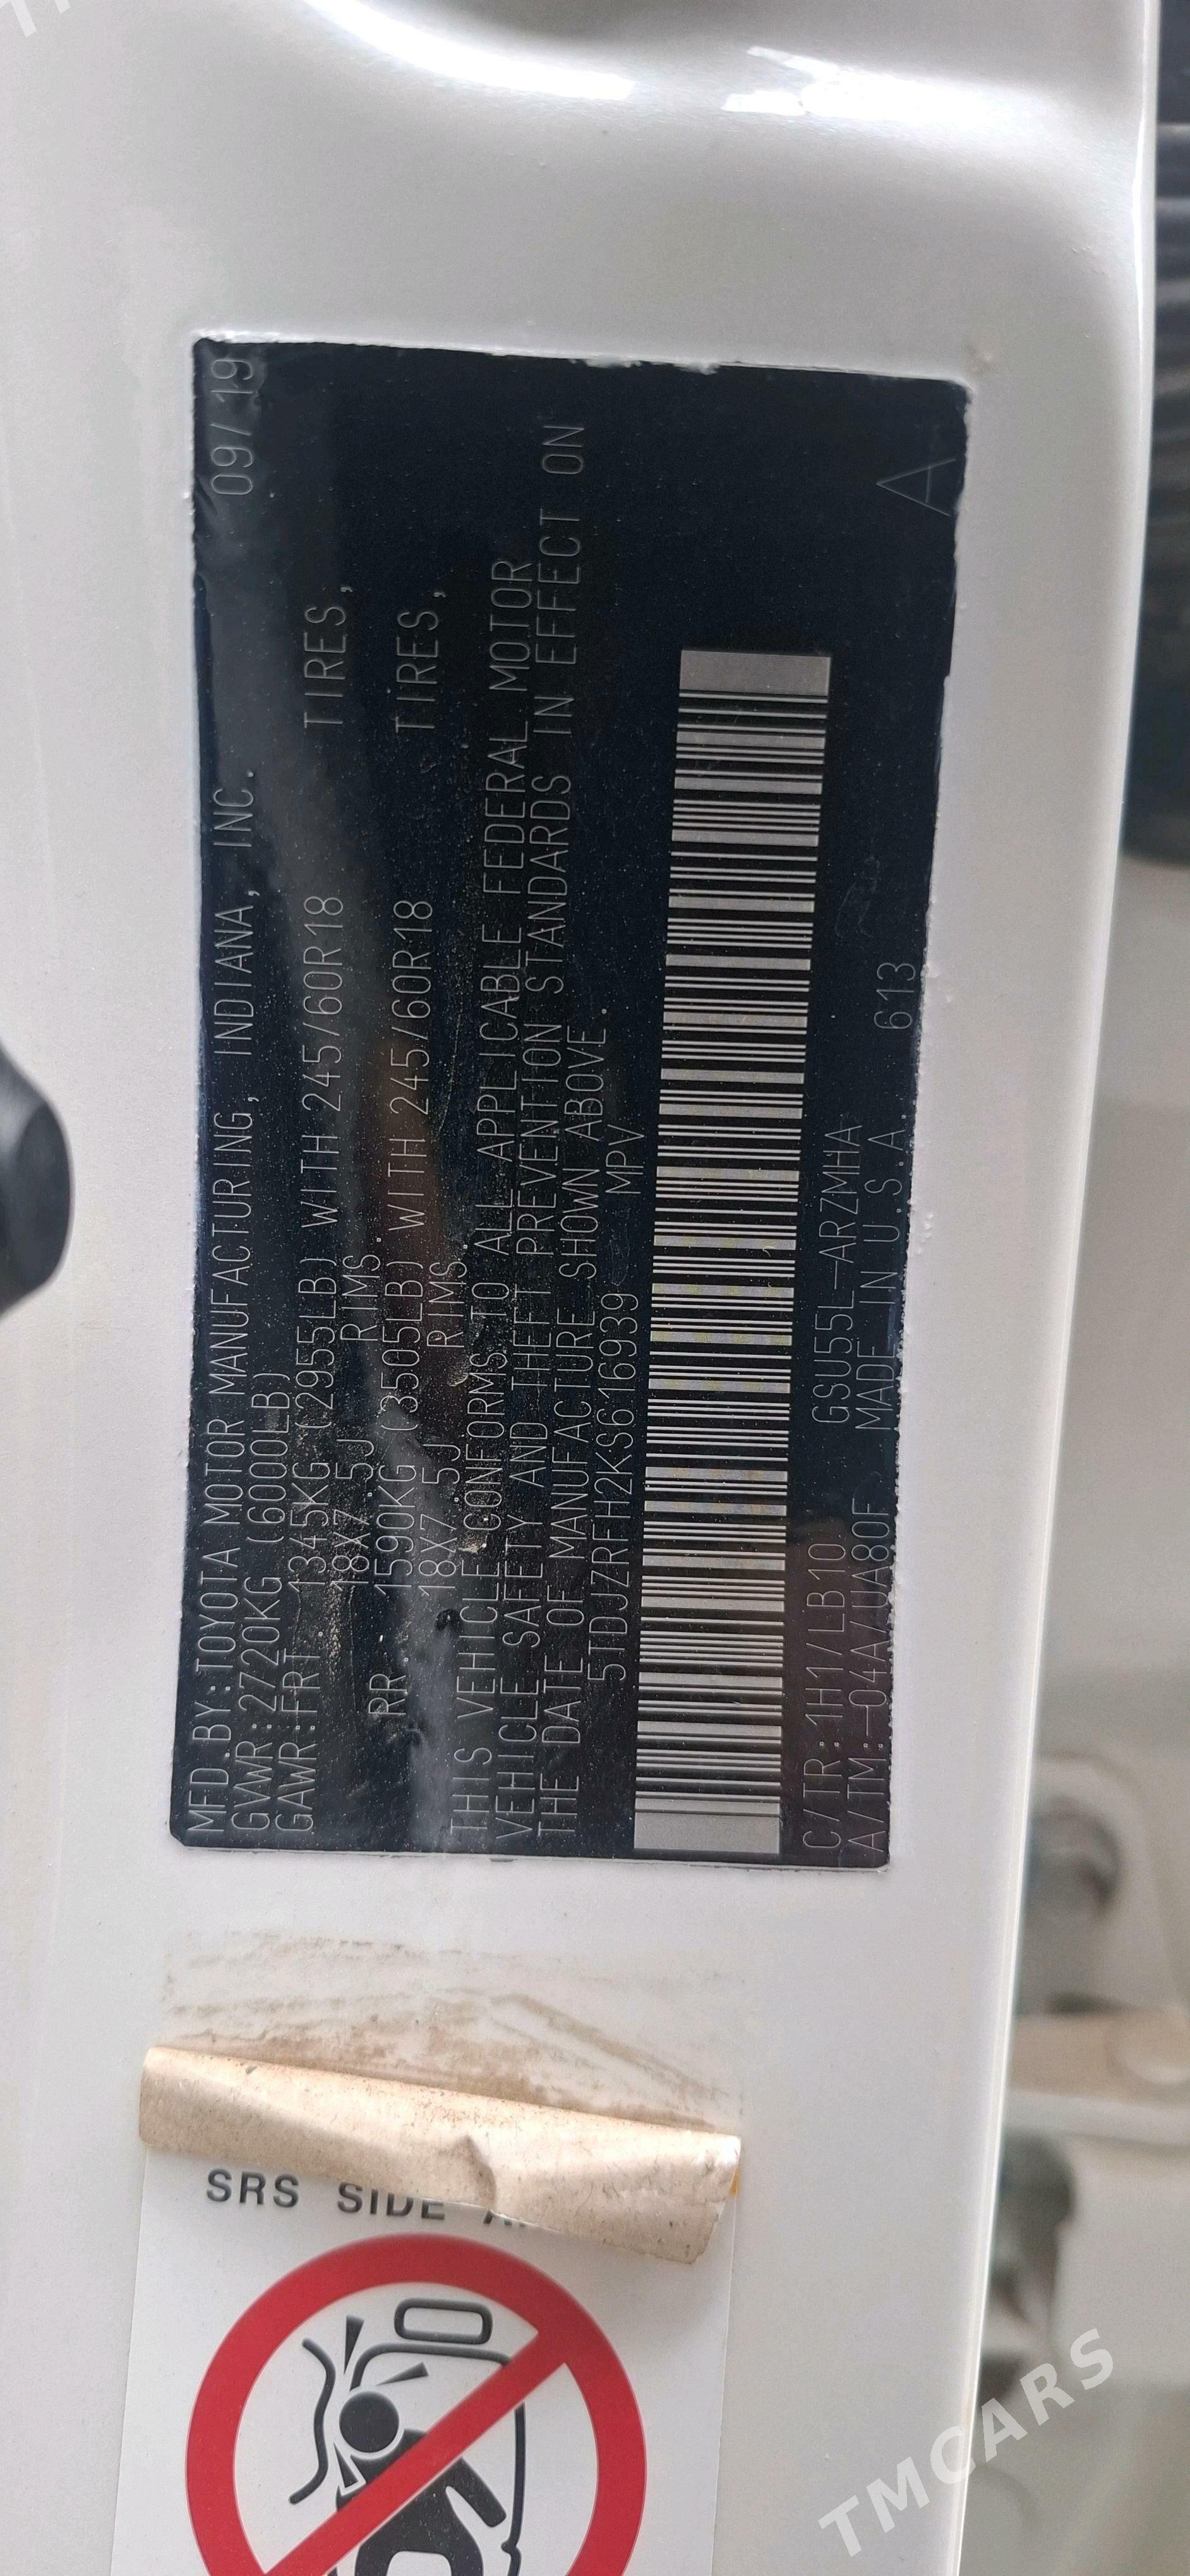 MFD.BY:TOYOTA MOTOR MANUFACTURING, INDIANA, INC. 09/19
GVWR:2720KG (6000LB)
GAWR:FRT. 1345KG (2955LB) WITH 245/60R18 TIRES,
18X7.5J RIMS.
RR. 1590KG (3505LB) WITH 245/60R18 TIRES,
18X7.5J RIMS.
THIS VEHICLE CONFORMS TO ALL APPLICABLE FEDERAL MOTOR
VEHICLE SAFETY AND THEFT PREVENTION STANDARDS IN EFFECT ON
THE DATE OF MANUFACTURE SHOWN ABOVE.
5TDJZRFH2KS616939 MPV
C/TR:1H1/LB10 GSU55L-ARZMHA
A/TM:-04A/UA80F MADE IN U.S.A. 613
A
SRS SIDE
TMCARS